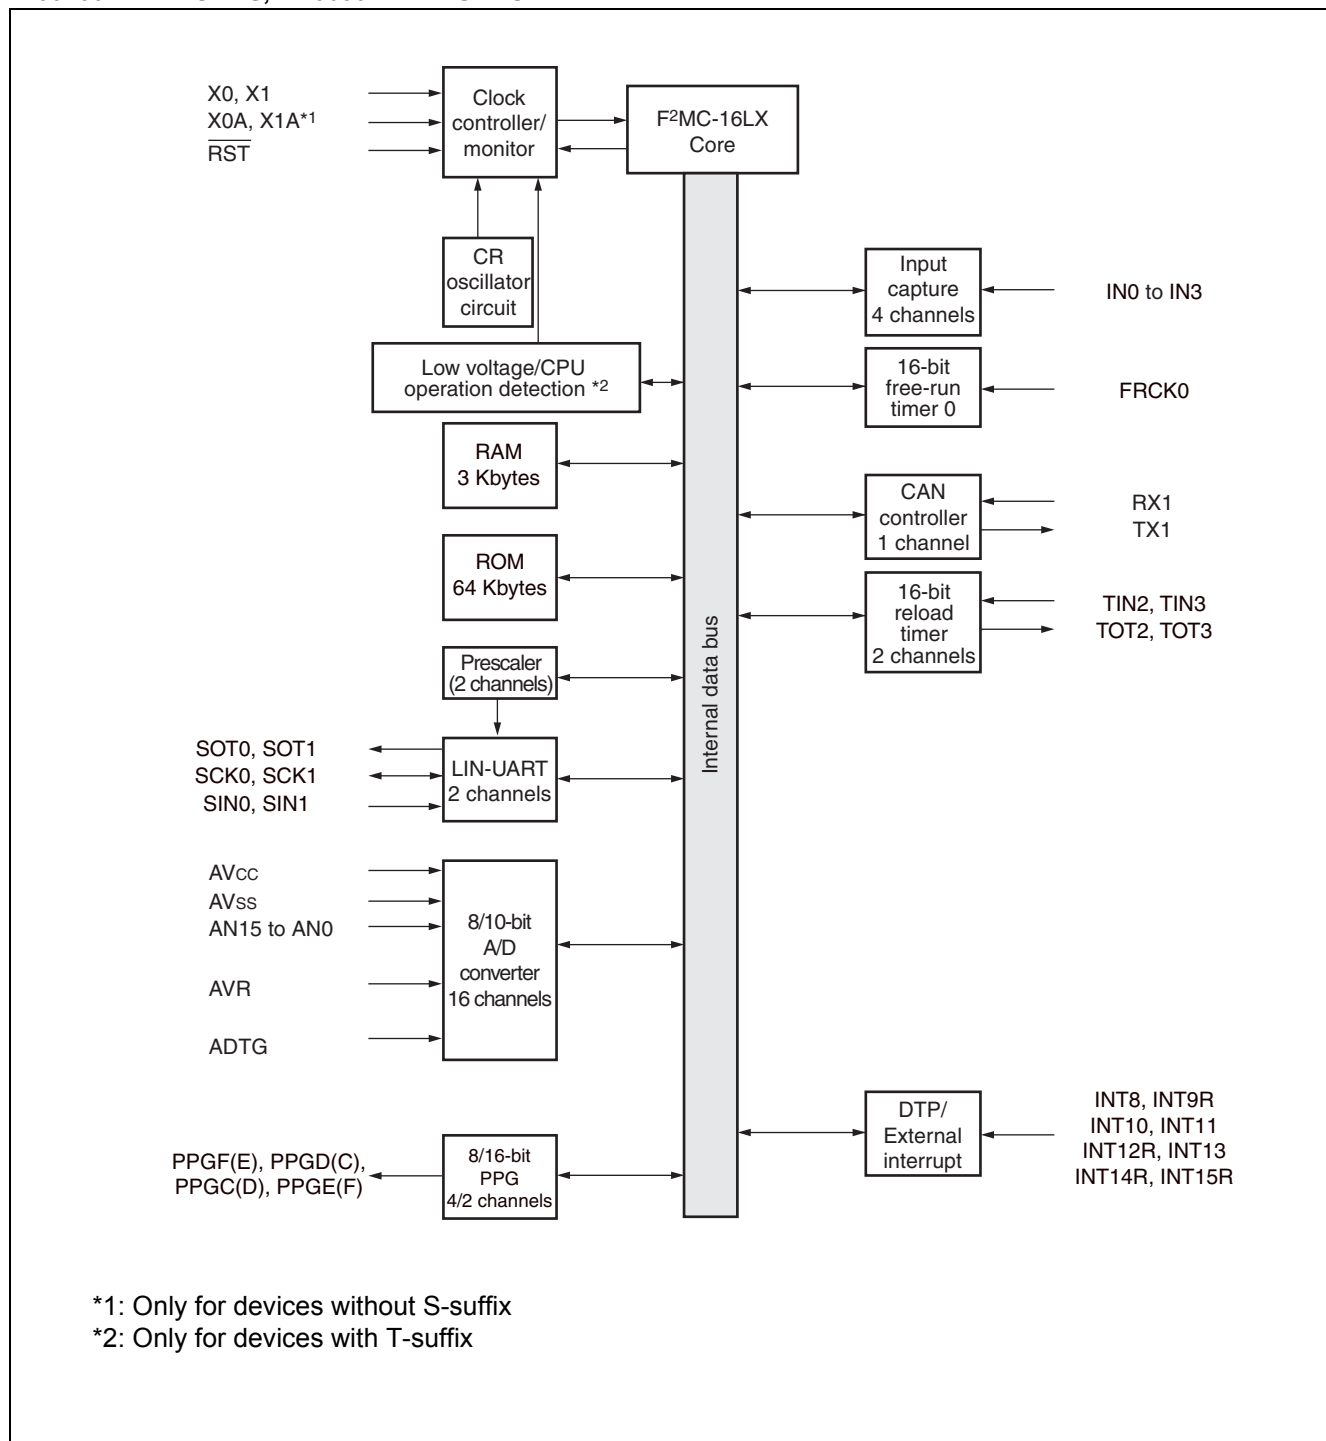 X0, X1
X0A, X1A*1
RST
Clock
controller/
monitor
F2MC-16LX
Core
CR
oscillator
circuit
Low voltage/CPU
operation detection *2
RAM
3 Kbytes
ROM
64 Kbytes
Prescaler
(2 channels)
SOT0, SOT1
SCK0, SCK1
SIN0, SIN1
LIN-UART
2 channels
AVCC
AVSS
AN15 to AN0
AVR
ADTG
8/10-bit
A/D
converter
16 channels
PPGF(E), PPGD(C),
PPGC(D), PPGE(F)
8/16-bit
PPG
4/2 channels
Internal data bus
Input
capture
4 channels
IN0 to IN3
16-bit
free-run
timer 0
FRCK0
CAN
controller
1 channel
RX1
TX1
16-bit
reload
timer
2 channels
TIN2, TIN3
TOT2, TOT3
DTP/
External
interrupt
INT8, INT9R
INT10, INT11
INT12R, INT13
INT14R, INT15R
*1: Only for devices without S-suffix
*2: Only for devices with T-suffix